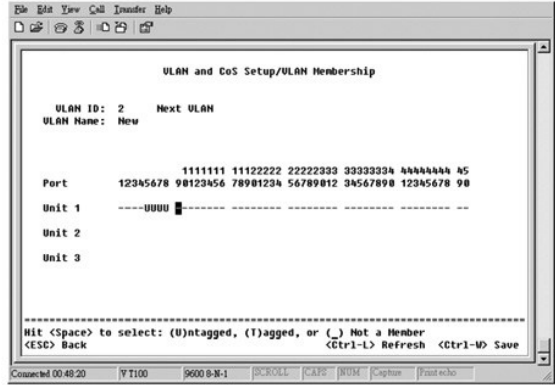 File Edit View Call Transfer Help
VLAN and CoS Setup/VLAN Membership
VLAN ID: 2 Next VLAN
VLAN Name: New
1111111 11122222 22222333 33333334 44444444 45
Port 12345678 90123456 78901234 56789012 34567890 12345678 90
Unit 1 ----UUUU -------- -------- -------- -------- -------- --
Unit 2
Unit 3
Hit <Space> to select: (U)ntagged, (T)agged, or (_) Not a Member
<ESC> Back <Ctrl-L> Refresh <Ctrl-W> Save
Connected 00:48:20 VT100 9600 8-N-1 SCROLL CAPS NUM Capture Print echo